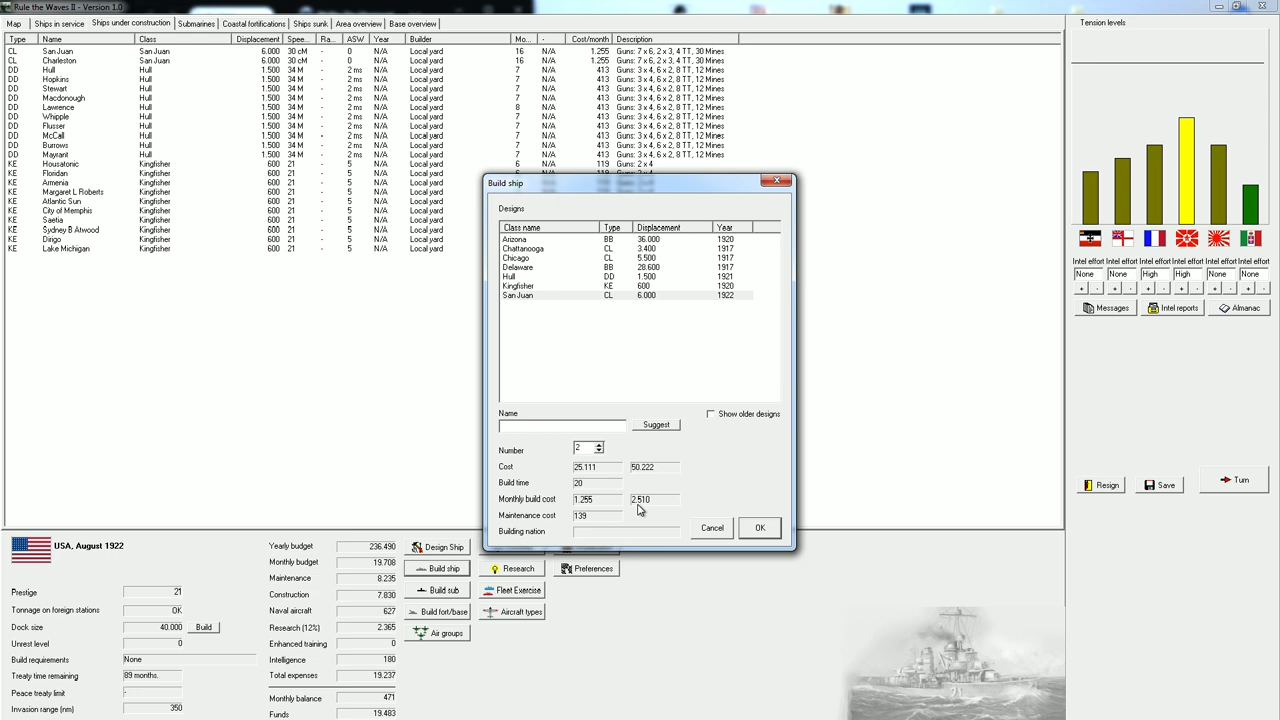 Rule the Waves II - Version 1.0
Map Ships in service Ships under construction Submarines Coastal fortifications Ships sunk Area overview Base overview
Type Name Class Displacement Spee... Ra... ASW Year Builder Mo... - Cost/month Description
CL San Juan San Juan 6.000 30 cM - 0 N/A Local yard 16 N/A 1.255 Guns: 7 x 6, 2 x 3, 4 TT, 30 Mines
CL Charleston San Juan 6.000 30 cM - 0 N/A Local yard 16 N/A 1.255 Guns: 7 x 6, 2 x 3, 4 TT, 30 Mines
DD Hull Hull 1.500 34 M - 2 ms N/A Local yard 7 N/A 413 Guns: 3 x 4, 6 x 2, 8 TT, 12 Mines
DD Hopkins Hull 1.500 34 M - 2 ms N/A Local yard 7 N/A 413 Guns: 3 x 4, 6 x 2, 8 TT, 12 Mines
DD Stewart Hull 1.500 34 M - 2 ms N/A Local yard 7 N/A 413 Guns: 3 x 4, 6 x 2, 8 TT, 12 Mines
DD Macdonough Hull 1.500 34 M - 2 ms N/A Local yard 7 N/A 413 Guns: 3 x 4, 6 x 2, 8 TT, 12 Mines
DD Lawrence Hull 1.500 34 M - 2 ms N/A Local yard 8 N/A 413 Guns: 3 x 4, 6 x 2, 8 TT, 12 Mines
DD Whipple Hull 1.500 34 M - 2 ms N/A Local yard 7 N/A 413 Guns: 3 x 4, 6 x 2, 8 TT, 12 Mines
DD Flusser Hull 1.500 34 M - 2 ms N/A Local yard 7 N/A 413 Guns: 3 x 4, 6 x 2, 8 TT, 12 Mines
DD McCall Hull 1.500 34 M - 2 ms N/A Local yard 7 N/A 413 Guns: 3 x 4, 6 x 2, 8 TT, 12 Mines
DD Burrows Hull 1.500 34 M - 2 ms N/A Local yard 7 N/A 413 Guns: 3 x 4, 6 x 2, 8 TT, 12 Mines
DD Mayrant Hull 1.500 34 M - 2 ms N/A Local yard 7 N/A 413 Guns: 3 x 4, 6 x 2, 8 TT, 12 Mines
KE Housatonic Kingfisher 600 21 - 5 N/A Local yard 6 N/A 119 Guns: 2 x 4
KE Floridan Kingfisher 600 21 - 5 N/A Local yard
KE Armenia Kingfisher 600 21 - 5 N/A Local yard
KE Margaret L Roberts Kingfisher 600 21 - 5 N/A Local yard
KE Atlantic Sun Kingfisher 600 21 - 5 N/A Local yard
KE City of Memphis Kingfisher 600 21 - 5 N/A Local yard
KE Saetia Kingfisher 600 21 - 5 N/A Local yard
KE Sydney B Atwood Kingfisher 600 21 - 5 N/A Local yard
KE Dirigo Kingfisher 600 21 - 5 N/A Local yard
KE Lake Michigan Kingfisher 600 21 - 5 N/A Local yard
Build ship
Designs
Class name Type Displacement Year
Arizona BB 36.000 1920
Chattanooga CL 3.400 1917
Chicago CL 5.500 1917
Delaware BB 28.600 1917
Hull DD 1.500 1921
Kingfisher KE 600 1920
San Juan CL 6.000 1922
Name
Suggest
Show older designs
Number 2
Cost 25.111 50.222
Build time 20
Monthly build cost 1.255 2.510
Maintenance cost 139
Building nation
Cancel OK
Tension levels
Intel effort Intel effort Intel effort Intel effort Intel effort Intel effort
None None High High None None
+ - + - + - + - + - + -
Messages Intel reports Almanac
Resign Save Turn
USA, August 1922
Prestige 21
Tonnage on foreign stations OK
Dock size 40.000 Build
Unrest level 0
Build requirements None
Treaty time remaining 89 months.
Peace treaty limit -
Invasion range (nm) 350
Yearly budget 236.490
Monthly budget 19.708
Maintenance 8.235
Construction 7.830
Naval aircraft 627
Research (12%) 2.365
Enhanced training 0
Intelligence 180
Total expenses 19.237
Monthly balance 471
Funds 19.483
Design Ship
Build ship Research Preferences
Build sub Fleet Exercise
Build fort/base Aircraft types
Air groups